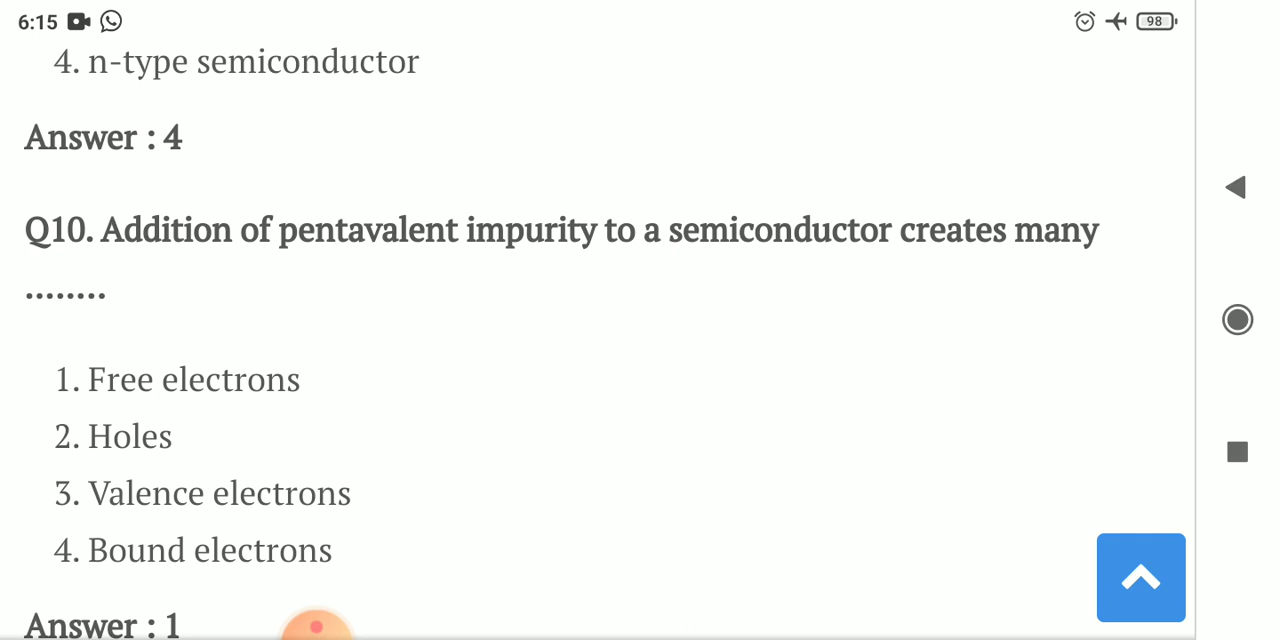 6:15
98
4. n-type semiconductor
Answer : 4
Q10. Addition of pentavalent impurity to a semiconductor creates many
........
1. Free electrons
2. Holes
3. Valence electrons
4. Bound electrons
Answer : 1